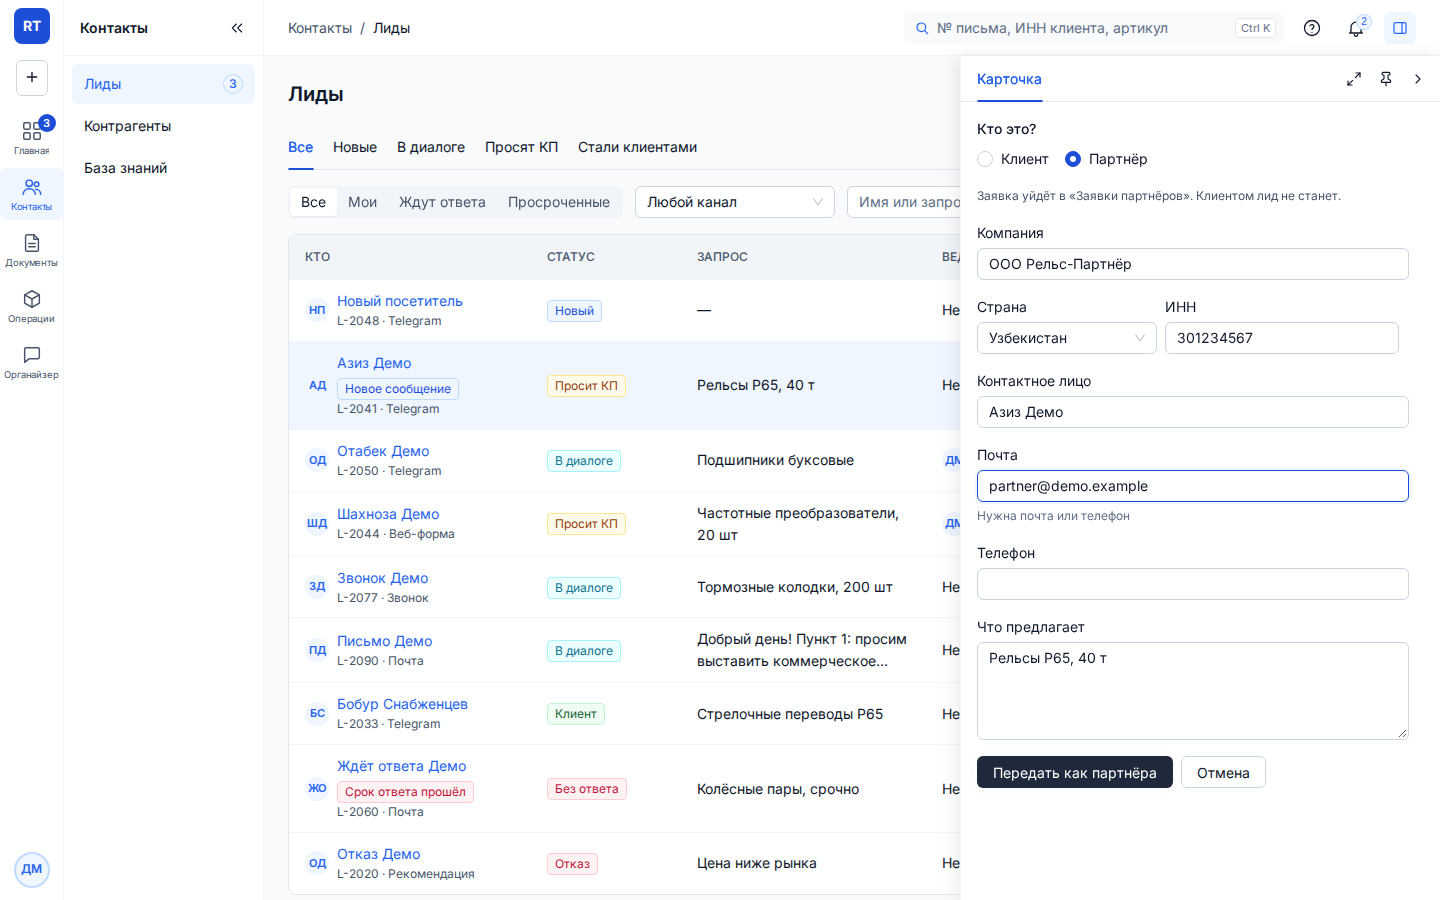 RT
Контакты
Контакты / Лиды
№ письма, ИНН клиента, артикул
Ctrl K
2
Лиды
3
Контрагенты
База знаний
3
Главная
Контакты
Документы
Операции
Органайзер
ДМ
Лиды
Все
Новые
В диалоге
Просят КП
Стали клиентами
Все
Мои
Ждут ответа
Просроченные
Любой канал
Имя или запро
КТО
СТАТУС
ЗАПРОС
ВЕД
НП
Новый посетитель
L-2048 · Telegram
Новый
—
Не
АД
Азиз Демо
Новое сообщение
L-2041 · Telegram
Просит КП
Рельсы Р65, 40 т
Не
ОД
Отабек Демо
L-2050 · Telegram
В диалоге
Подшипники буксовые
ДМ
ШД
Шахноза Демо
L-2044 · Веб-форма
Просит КП
Частотные преобразователи,
20 шт
ДМ
ЗД
Звонок Демо
L-2077 · Звонок
В диалоге
Тормозные колодки, 200 шт
Не
ПД
Письмо Демо
L-2090 · Почта
В диалоге
Добрый день! Пункт 1: просим
выставить коммерческое...
Не
БС
Бобур Снабженцев
L-2033 · Telegram
Клиент
Стрелочные переводы Р65
Не
ЖО
Ждёт ответа Демо
Срок ответа прошёл
L-2060 · Почта
Без ответа
Колёсные пары, срочно
Не
ОД
Отказ Демо
L-2020 · Рекомендация
Отказ
Цена ниже рынка
Не
Карточка
Кто это?
Клиент
Партнёр
Заявка уйдёт в «Заявки партнёров». Клиентом лид не станет.
Компания
ООО Рельс-Партнёр
Страна
ИНН
Узбекистан
301234567
Контактное лицо
Азиз Демо
Почта
partner@demo.example
Нужна почта или телефон
Телефон
Что предлагает
Рельсы Р65, 40 т
Передать как партнёра
Отмена